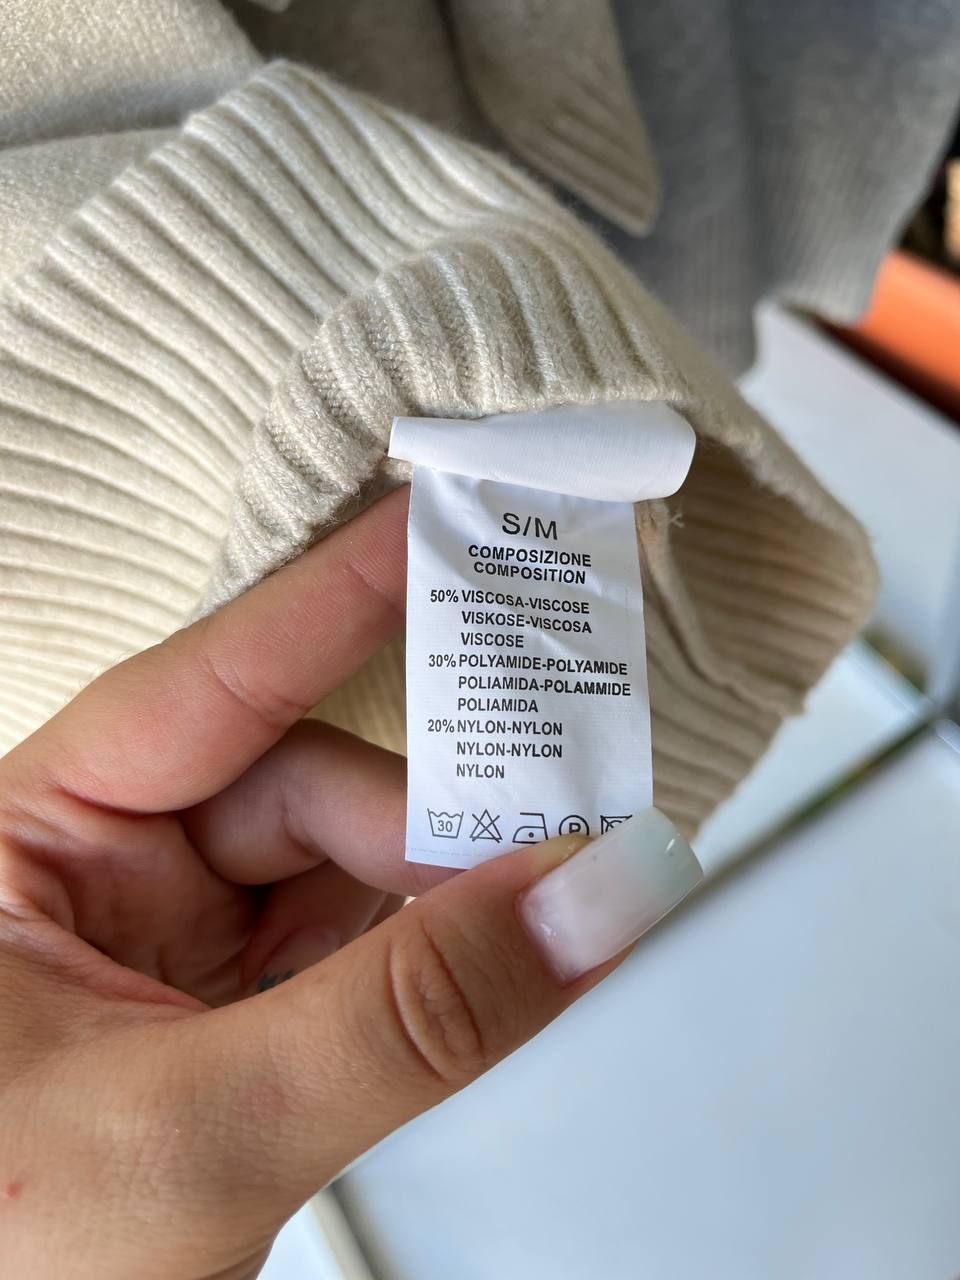 S/M
COMPOSIZIONE
COMPOSITION
50% VISCOSA-VISCOSE
VISKOSE-VISCOSA
VISCOSE
30% POLYAMIDE-POLYAMIDE
POLIAMIDA-POLAMMIDE
POLIAMIDA
20% NYLON-NYLON
NYLON-NYLON
NYLON
30 P